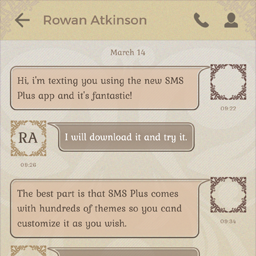 Rowan Atkinson
March 14
Hi, i'm texting you using the new SMS
Plus app and it's fantastic!
09:22
RA
I will download it and try it.
09:26
The best part is that SMS Plus comes
with hundreds of themes so you cand
customize it as you wish.
09:34